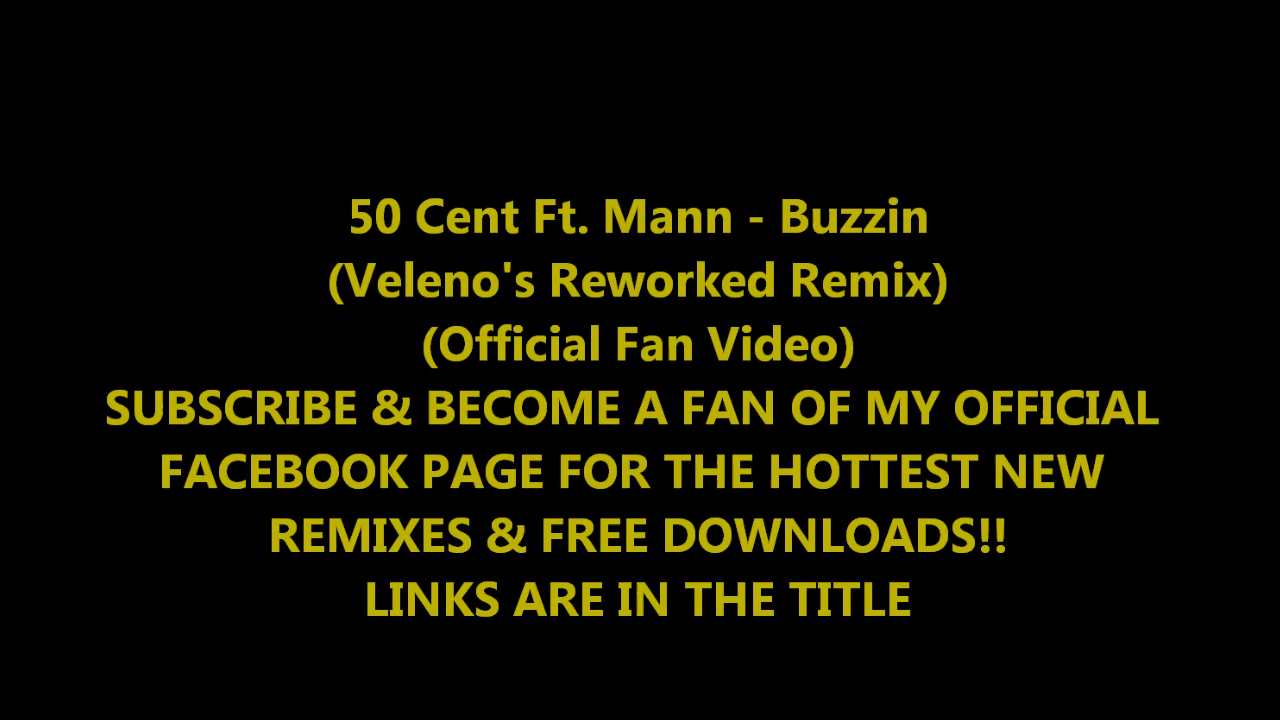 50 Cent Ft. Mann - Buzzin
(Veleno's Reworked Remix)
(Official Fan Video)
SUBSCRIBE & BECOME A FAN OF MY OFFICIAL
FACEBOOK PAGE FOR THE HOTTEST NEW
REMIXES & FREE DOWNLOADS!!
LINKS ARE IN THE TITLE